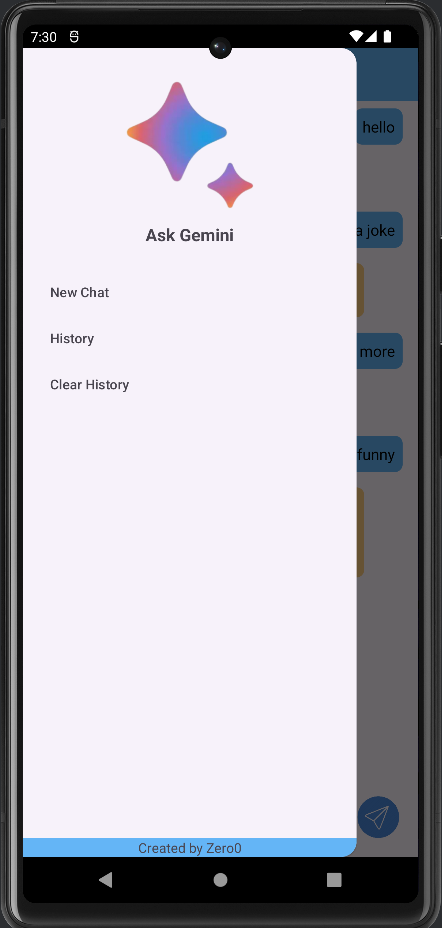 7:30
hello
Ask Gemini
a joke
New Chat
History
more
Clear History
funny
Created by Zero0